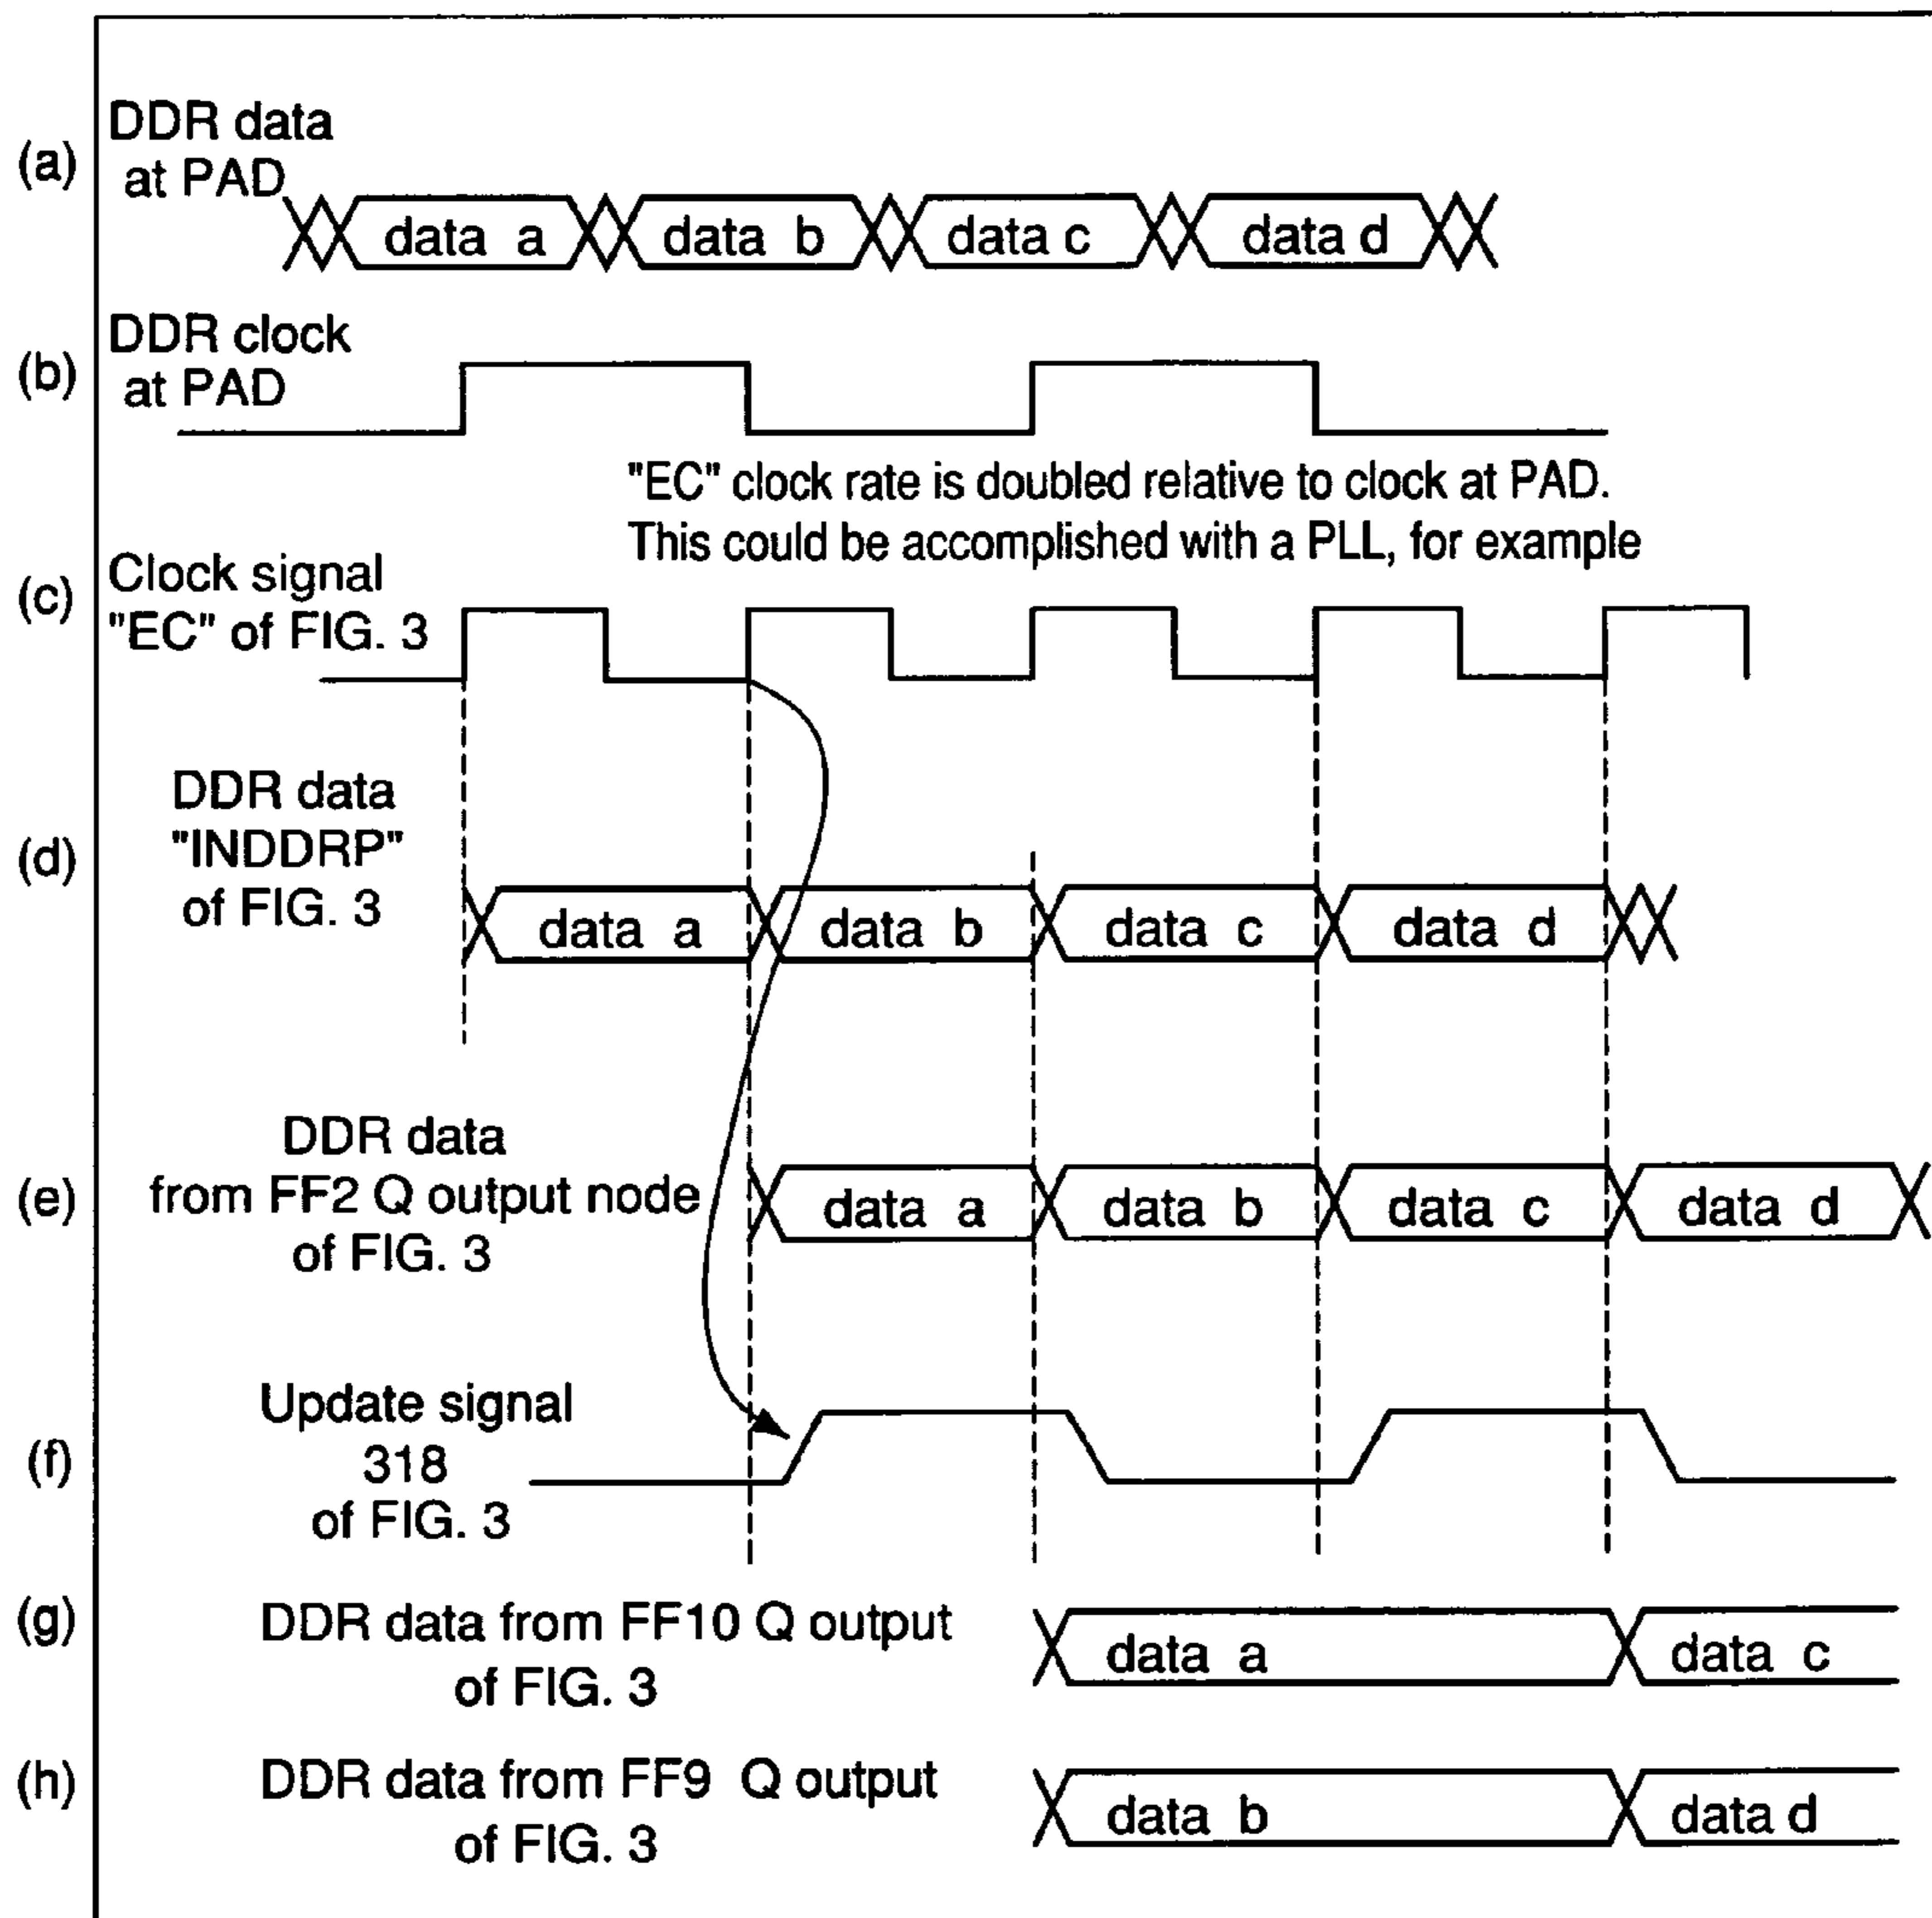 DDR data
(a)
at PAD
data a data b data c data d
DDR clock
(b)
at PAD
"EC" clock rate is doubled relative to clock at PAD.
This could be accomplished with a PLL, for example
Clock signal
(c)
"EC" of FIG. 3
DDR data
"INDDRP"
(d)
of FIG. 3
data a data b data c data d
DDR data
(e)
from FF2 Q output node
of FIG. 3
data a data b data c data d
Update signal
(f)
318
of FIG. 3
(g)
DDR data from FF10 Q output
of FIG. 3
data a data c
(h)
DDR data from FF9 Q output
of FIG. 3
data b data d